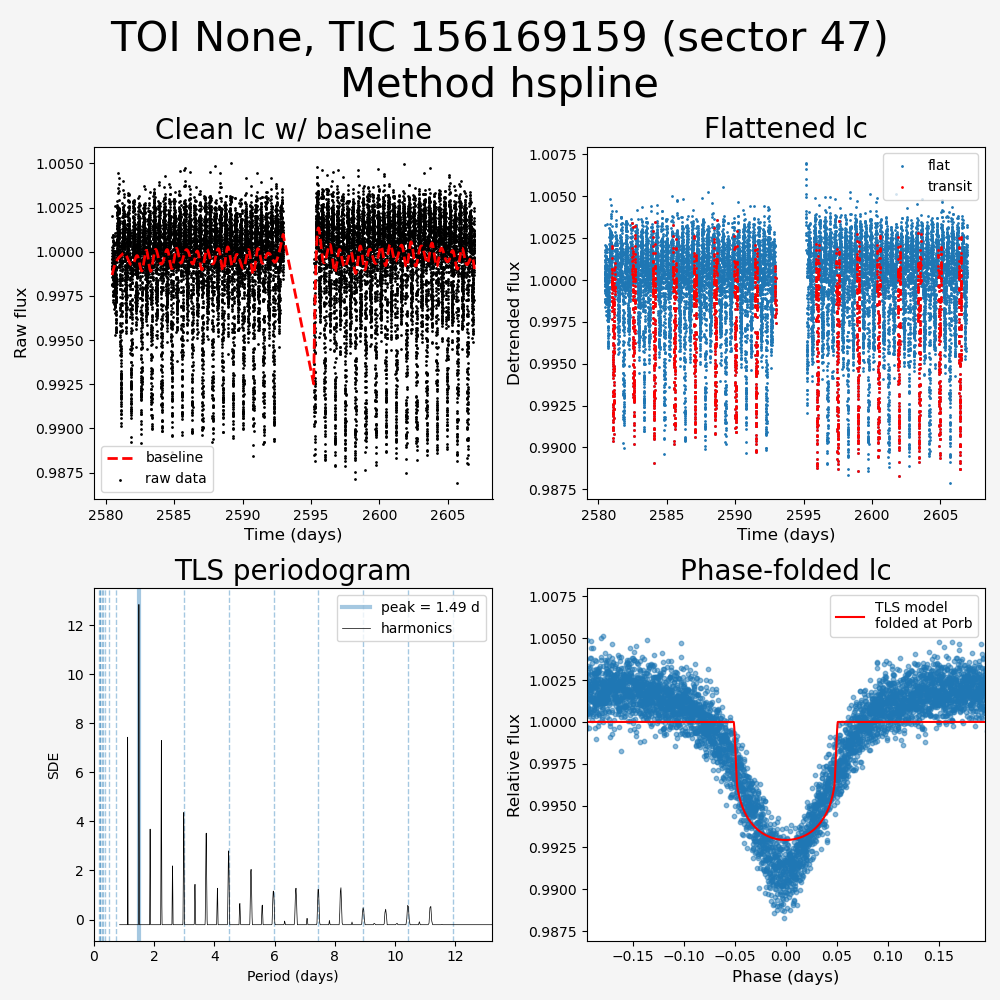 TOI None, TIC 156169159 (sector 47)
Method hspline
Clean lc w/ baseline
Flattened lc
1.0050
1.0025
1.0000
0.9975
0.9950
0.9925
0.9900
0.9875
Raw flux
baseline
raw data
2580
2585
2590
2595
2600
2605
Time (days)
1.0075
1.0050
1.0025
1.0000
0.9975
0.9950
0.9925
0.9900
0.9875
Detrended flux
flat
transit
2580
2585
2590
2595
2600
2605
Time (days)
TLS periodogram
Phase-folded lc
12
10
8
6
4
2
0
SDE
peak = 1.49 d
harmonics
0
2
4
6
8
10
12
Period (days)
1.0075
1.0050
1.0025
1.0000
0.9975
0.9950
0.9925
0.9900
0.9875
Relative flux
TLS model
folded at Porb
−0.15
−0.10
−0.05
0.00
0.05
0.10
0.15
Phase (days)